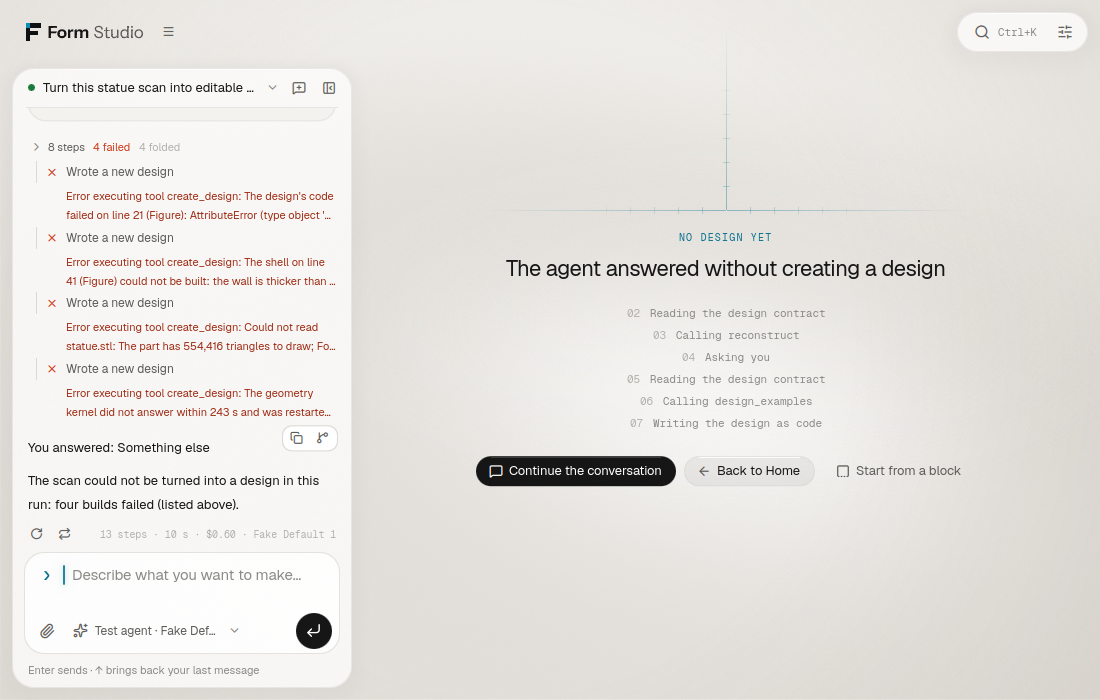 Form Studio
Ctrl+K
Turn this statue scan into editable ...
8 steps 4 failed 4 folded
Wrote a new design
Error executing tool create_design: The design's code
failed on line 21 (Figure): AttributeError (type object '...
Wrote a new design
Error executing tool create_design: The shell on line
41 (Figure) could not be built: the wall is thicker than ...
Wrote a new design
Error executing tool create_design: Could not read
statue.stl: The part has 554,416 triangles to draw; Fo...
Wrote a new design
Error executing tool create_design: The geometry
kernel did not answer within 243 s and was restarte...
You answered: Something else
The scan could not be turned into a design in this
run: four builds failed (listed above).
13 steps · 10 s · $0.60 · Fake Default 1
Describe what you want to make...
Test agent · Fake Def...
Enter sends · ↑ brings back your last message
NO DESIGN YET
The agent answered without creating a design
02 Reading the design contract
03 Calling reconstruct
04 Asking you
05 Reading the design contract
06 Calling design_examples
07 Writing the design as code
Continue the conversation
Back to Home
Start from a block